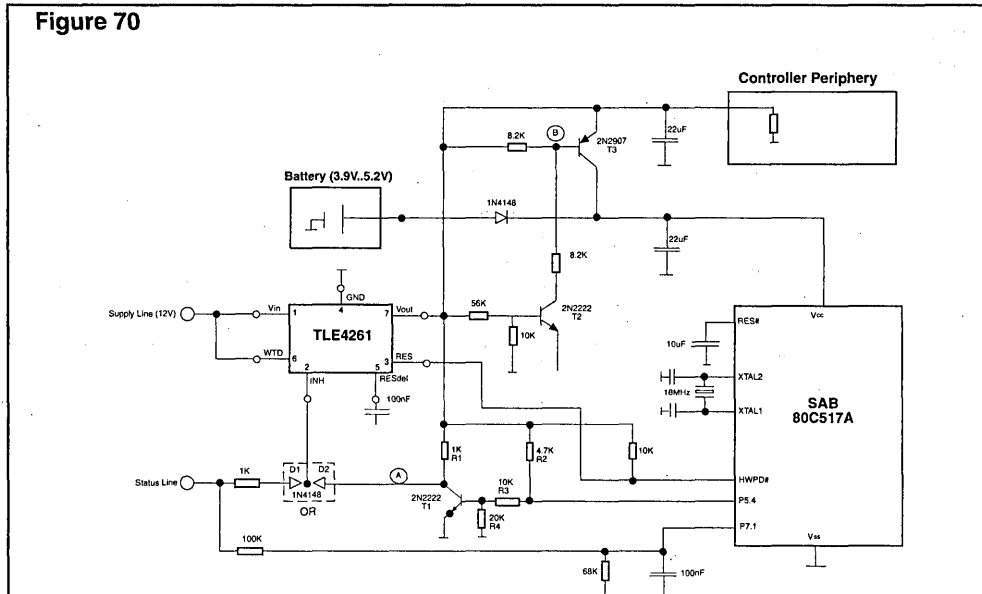 Figure 70
Controller Periphery
8.2K
B
2N2907
T3
22uF
Battery (3.9V..5.2V)
1N4148
22uF
8.2K
GND
4
Supply Line (12V)
Vin
1
7
Vout
56K
2N2222
T2
TLE4261
10K
WTD
6
3
RES
2
5
RESdel
INH
100nF
Vcc
RES#
10uF
XTAL2
18MHz
XTAL1
SAB
80C517A
1K
R1
4.7K
R2
10K
HWPD#
Status Line
1K
D1
D2
1N4148
OR
A
2N2222
T1
10K
R3
20K
R4
P5.4
P7.1
100K
68K
100nF
Vss